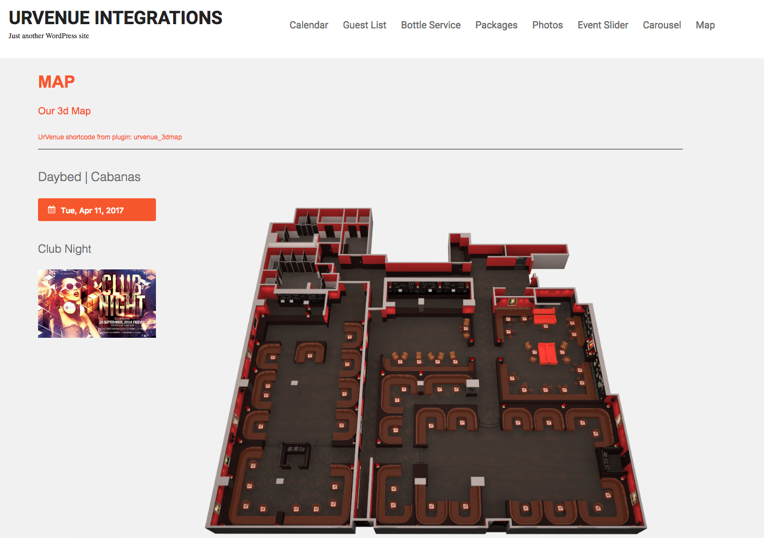 URVENUE INTEGRATIONS
Just another WordPress site
Calendar Guest List Bottle Service Packages Photos Event Slider Carousel Map
MAP
Our 3d Map
UrVenue shortcode from plugin: urvenue_3dmap
Daybed | Cabanas
Tue, Apr 11, 2017
Club Night
CLUB
NIGHT